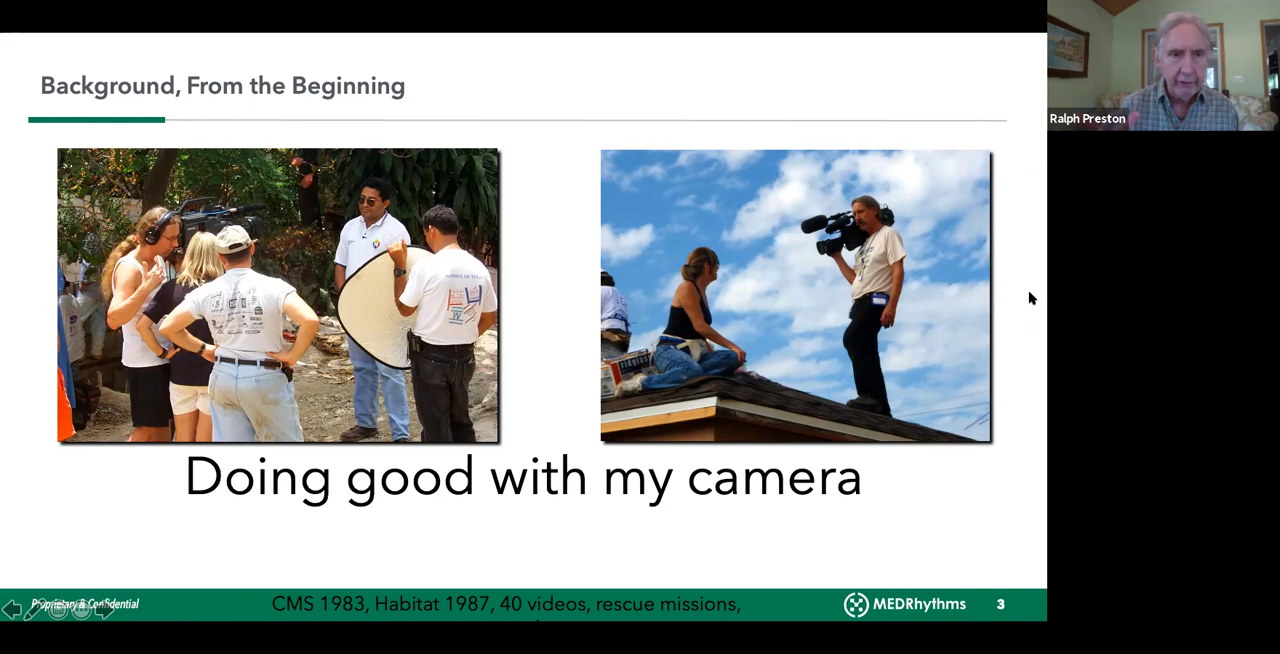 Background, From the Beginning
Ralph Preston
Doing good with my camera
Proprietary & Confidential
CMS 1983, Habitat 1987, 40 videos, rescue missions,
MEDRhythms
3